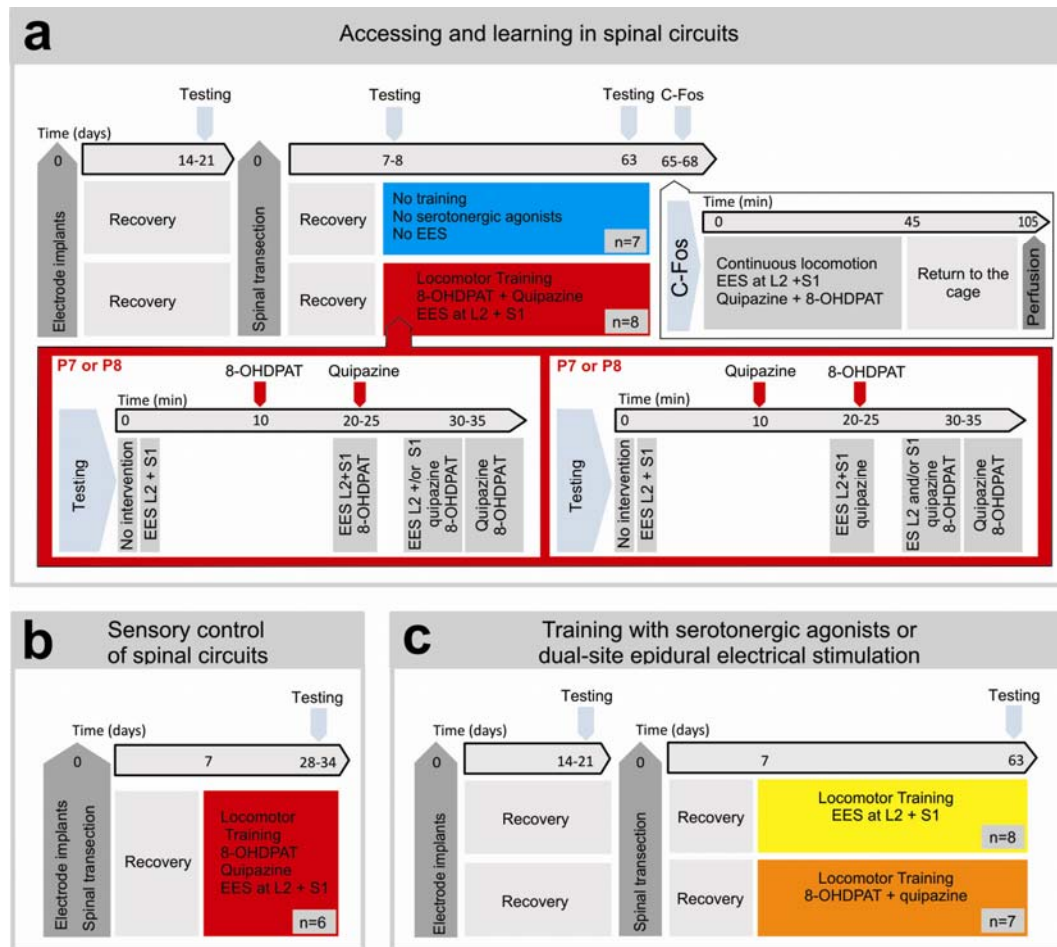 a
Accessing and learning in spinal circuits
Testing
Testing
Testing
C-Fos
Time (days)
0
14-21
0
7-8
63
65-68
Electrode implants
Recovery
Recovery
Spinal transection
Recovery
Recovery
No training
No serotonergic agonists
No EES
n=7
Locomotor Training
8-OHDPAT + Quipazine
EES at L2 + S1
n=8
C-Fos
Time (min)
0
45
105
Continuous locomotion
EES at L2 +S1
Quipazine + 8-OHDPAT
Return to the
cage
Perfusion
P7 or P8
8-OHDPAT
Quipazine
Time (min)
0
10
20-25
30-35
Testing
No intervention
EES L2 + S1
EES L2+S1
8-OHDPAT
EES L2 +/or S1
quipazine
8-OHDPAT
Quipazine
8-OHDPAT
P7 or P8
Quipazine
8-OHDPAT
Time (min)
0
10
20-25
30-35
Testing
No intervention
EES L2 + S1
EES L2+S1
quipazine
ES L2 and/or S1
quipazine
8-OHDPAT
Quipazine
8-OHDPAT
b
Sensory control
of spinal circuits
Testing
Time (days)
0
7
28-34
Electrode implants
Spinal transection
Recovery
Locomotor
Training
8-OHDPAT
Quipazine
EES at L2 + S1
n=6
c
Training with serotonergic agonists or
dual-site epidural electrical stimulation
Testing
Testing
Time (days)
Time (days)
0
14-21
0
7
63
Electrode implants
Recovery
Recovery
Spinal transection
Recovery
Recovery
Locomotor Training
EES at L2 + S1
n=8
Locomotor Training
8-OHDPAT + quipazine
n=7